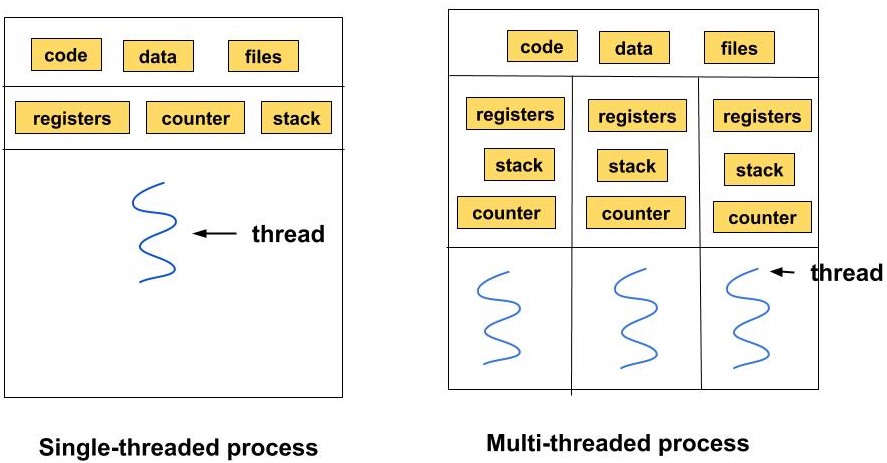 code data files
registers counter stack
thread
Single-threaded process
code data files
registers registers registers
stack stack stack
counter counter counter
thread
Multi-threaded process